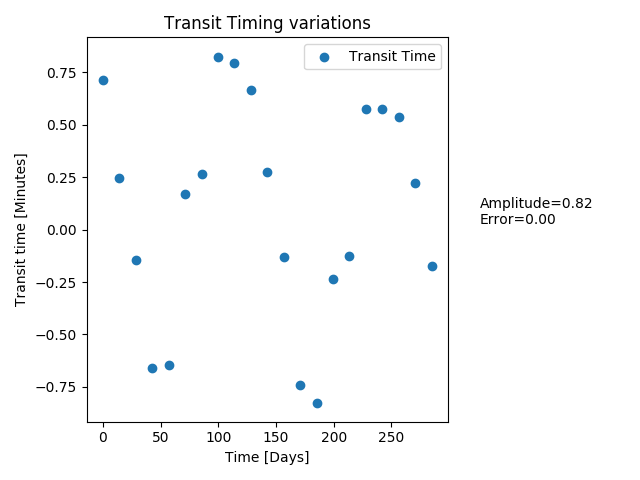 Transit Timing variations
Transit Time
Transit time [Minutes]
0.75
0.50
0.25
0.00
−0.25
−0.50
−0.75
0 50 100 150 200 250
Time [Days]
Amplitude=0.82
Error=0.00